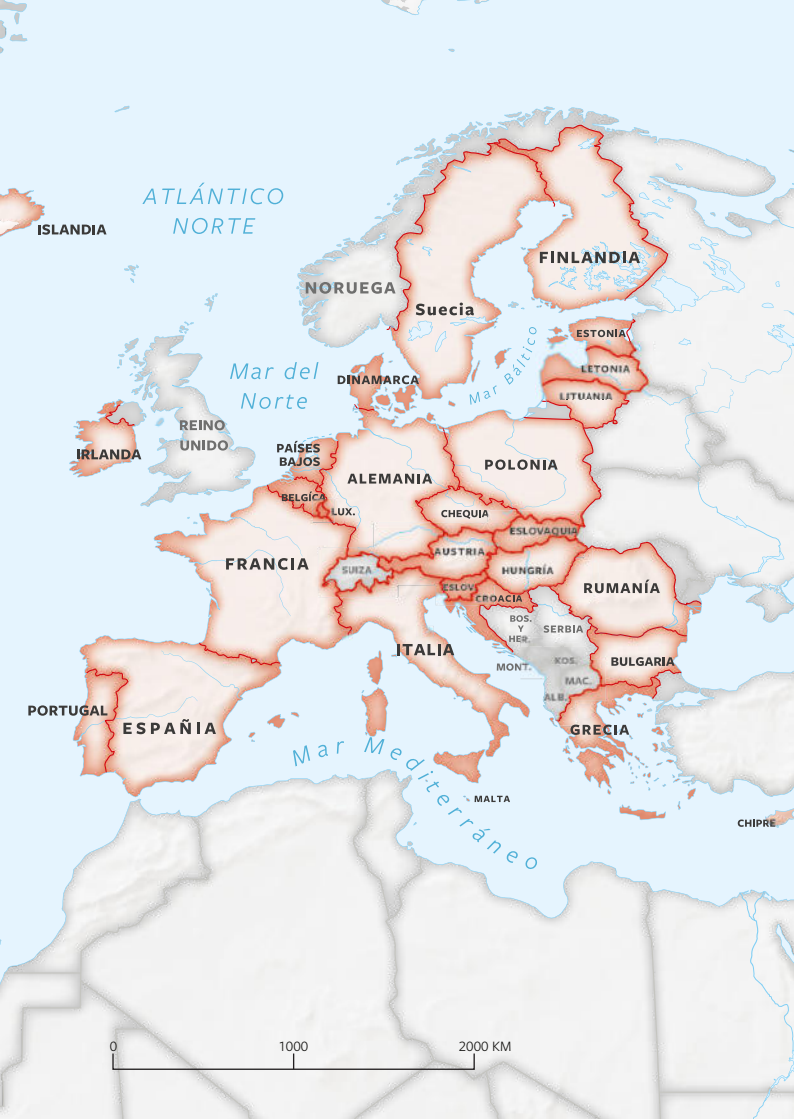 ATLÁNTICO
NORTE
ISLANDIA
FINLANDIA
NORUEGA
Suecia
ESTONIA
Mar Báltico
LETONIA
Mar del
Norte
DINAMARCA
LITUANIA
REINO
UNIDO
IRLANDA
PAÍSES
BAJOS
POLONIA
ALEMANIA
BELGÍCA
LUX.
CHEQUIA
ESLOVAQUIA
AUSTRIA
FRANCIA
SUIZA
HUNGRÍA
RUMANÍA
ESLOV.
CROACIA
BOS.
Y
HER.
SERBIA
ITALIA
MONT.
KOS.
BULGARIA
MAC.
ALB.
PORTUGAL
ESPAÑIA
GRECIA
Mar Mediterráneo
MALTA
CHIPRE
0 1000 2000 KM